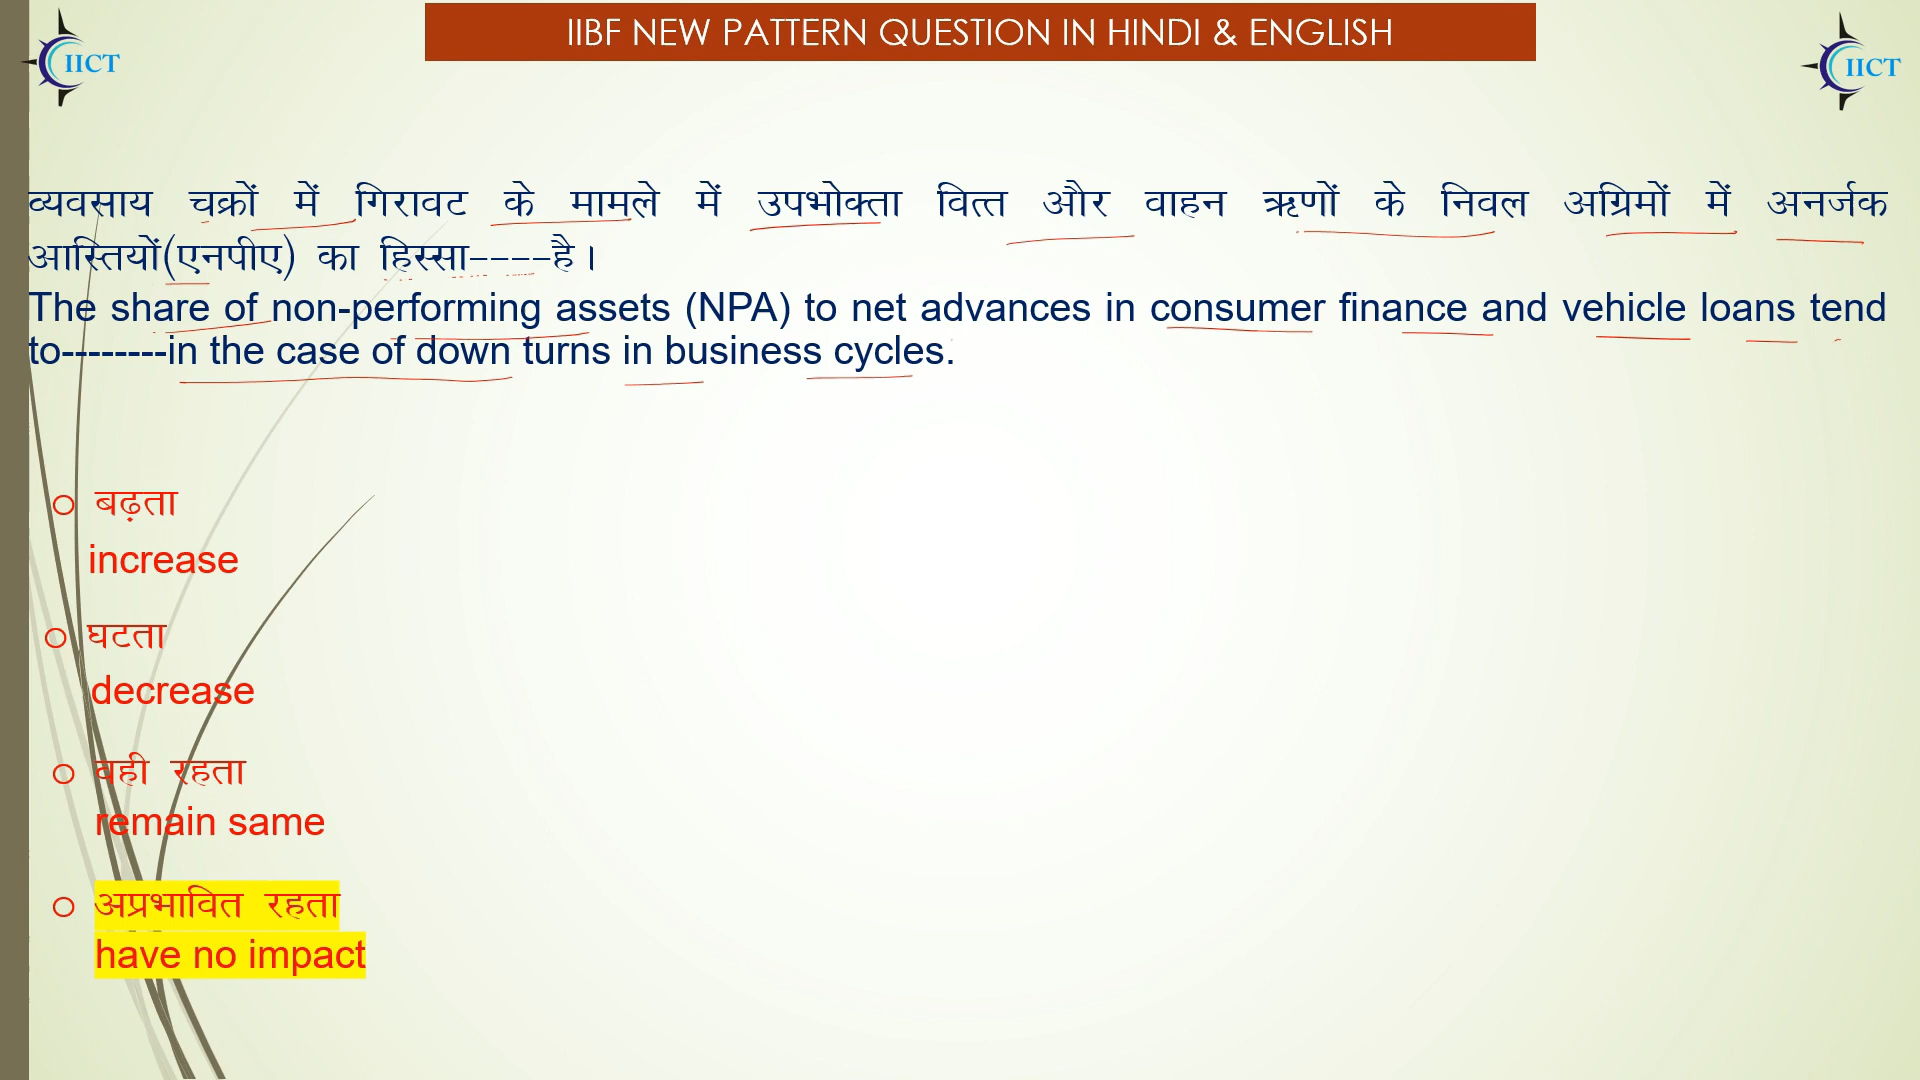 IICT
IIBF NEW PATTERN QUESTION IN HINDI & ENGLISH
IICT
व्यवसाय चक्रों में गिरावट के मामले में उपभोक्ता वित्त और वाहन ऋणों के निवल अग्रिमों में अनर्जक
आस्तियों(एनपीए) का हिस्सा----है।
The share of non-performing assets (NPA) to net advances in consumer finance and vehicle loans tend
to--------in the case of down turns in business cycles.
○ बढ़ता
increase
○ घटता
decrease
○ वही रहता
remain same
○ अप्रभावित रहता
have no impact